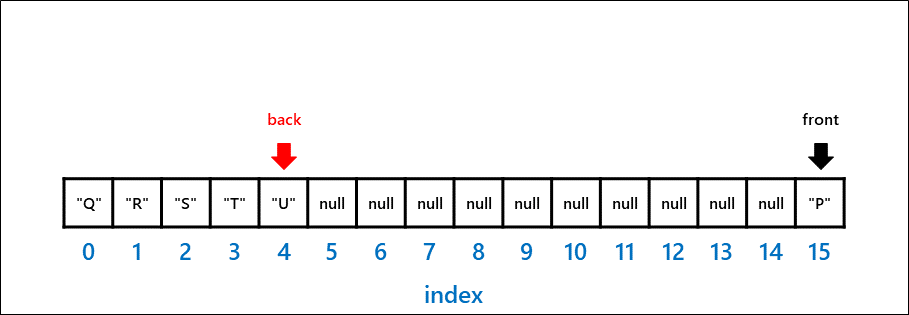 back front
"Q" "R" "S" "T" "U" null null null null null null null null null null "P"
0 1 2 3 4 5 6 7 8 9 10 11 12 13 14 15
index